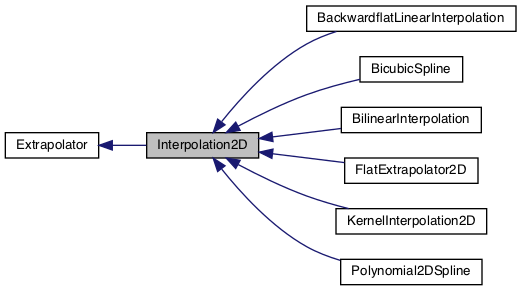 BackwardflatLinearInterpolation
BicubicSpline
BilinearInterpolation
Extrapolator
Interpolation2D
FlatExtrapolator2D
KernelInterpolation2D
Polynomial2DSpline